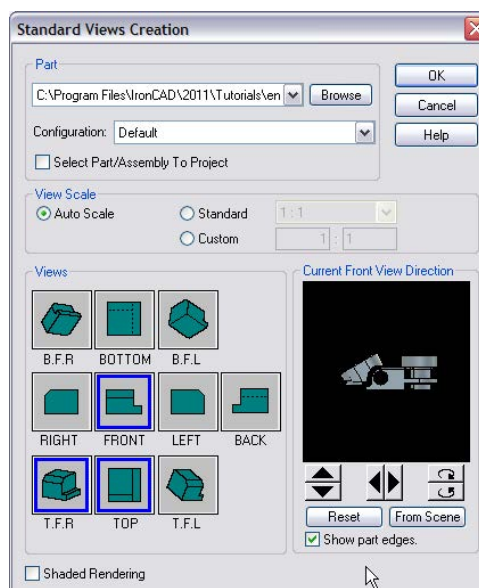 Standard Views Creation
Part
C:\Program Files\IronCAD\2011\Tutorials\en
Browse
Configuration: Default
Select Part/Assembly To Project
OK
Cancel
Help
View Scale
Auto Scale
Standard
1 : 1
Custom
1 : 1
Views
B.F.R BOTTOM B.F.L
RIGHT FRONT LEFT BACK
T.F.R TOP T.F.L
Current Front View Direction
Reset From Scene
Show part edges.
Shaded Rendering